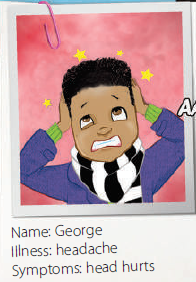 Name: George
Illness: headache
Symptoms: head hurts